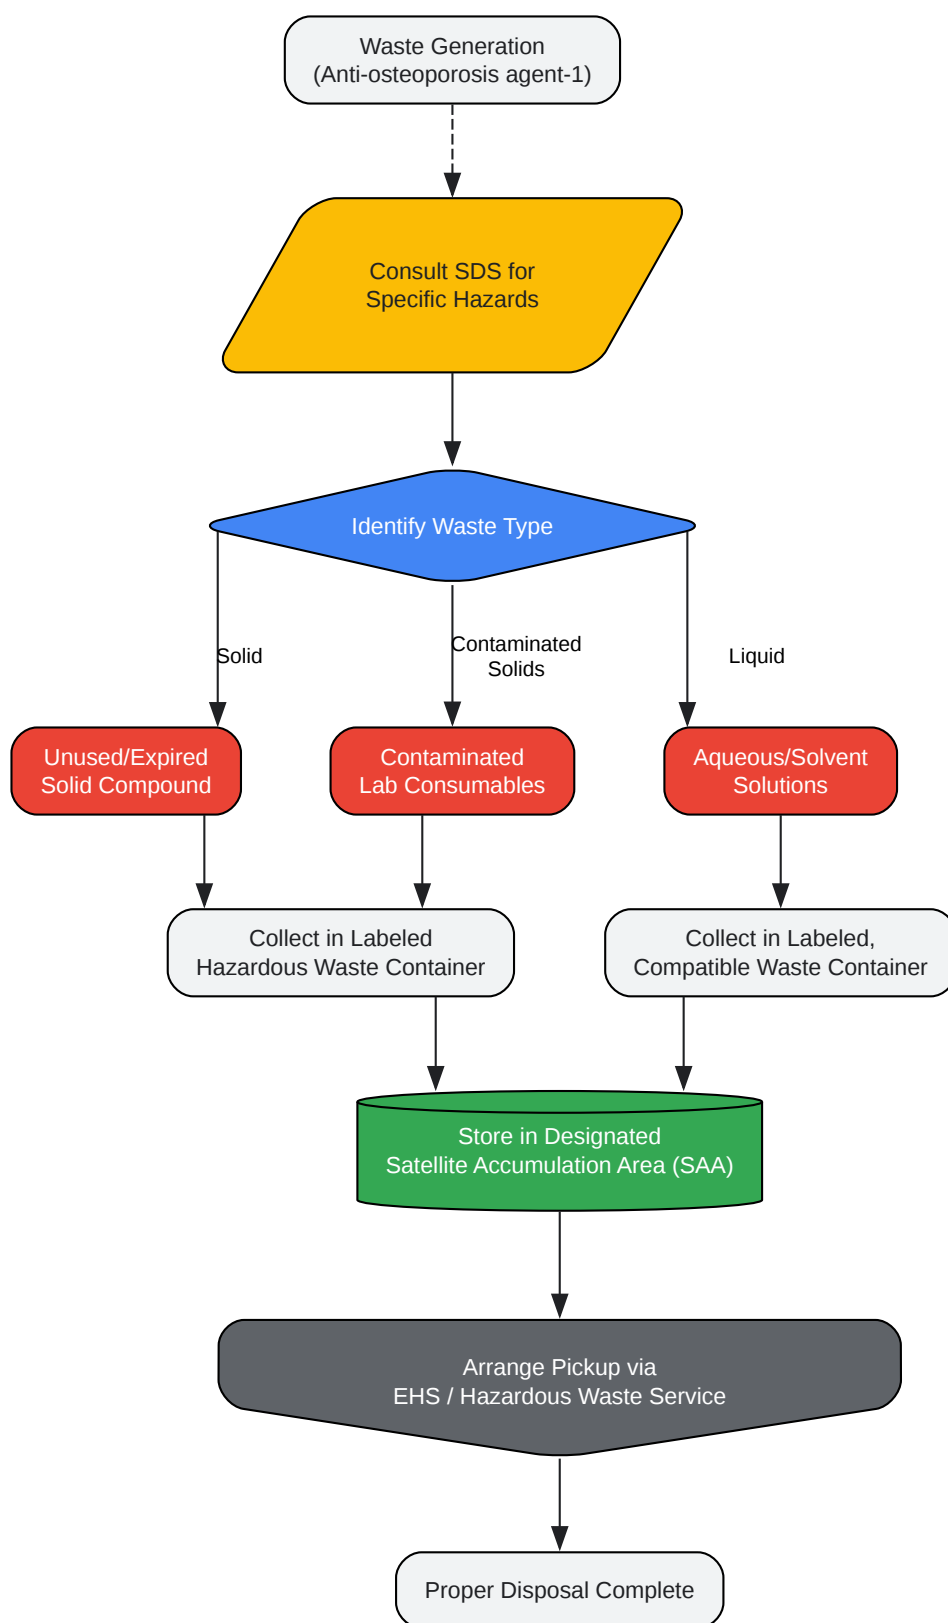 Waste Generation
(Anti-osteoporosis agent-1)
Consult SDS for
Specific Hazards
Identify Waste Type
Solid
Contaminated
Solids
Liquid
Unused/Expired
Solid Compound
Contaminated
Lab Consumables
Aqueous/Solvent
Solutions
Collect in Labeled
Hazardous Waste Container
Collect in Labeled,
Compatible Waste Container
Store in Designated
Satellite Accumulation Area (SAA)
Arrange Pickup via
EHS / Hazardous Waste Service
Proper Disposal Complete